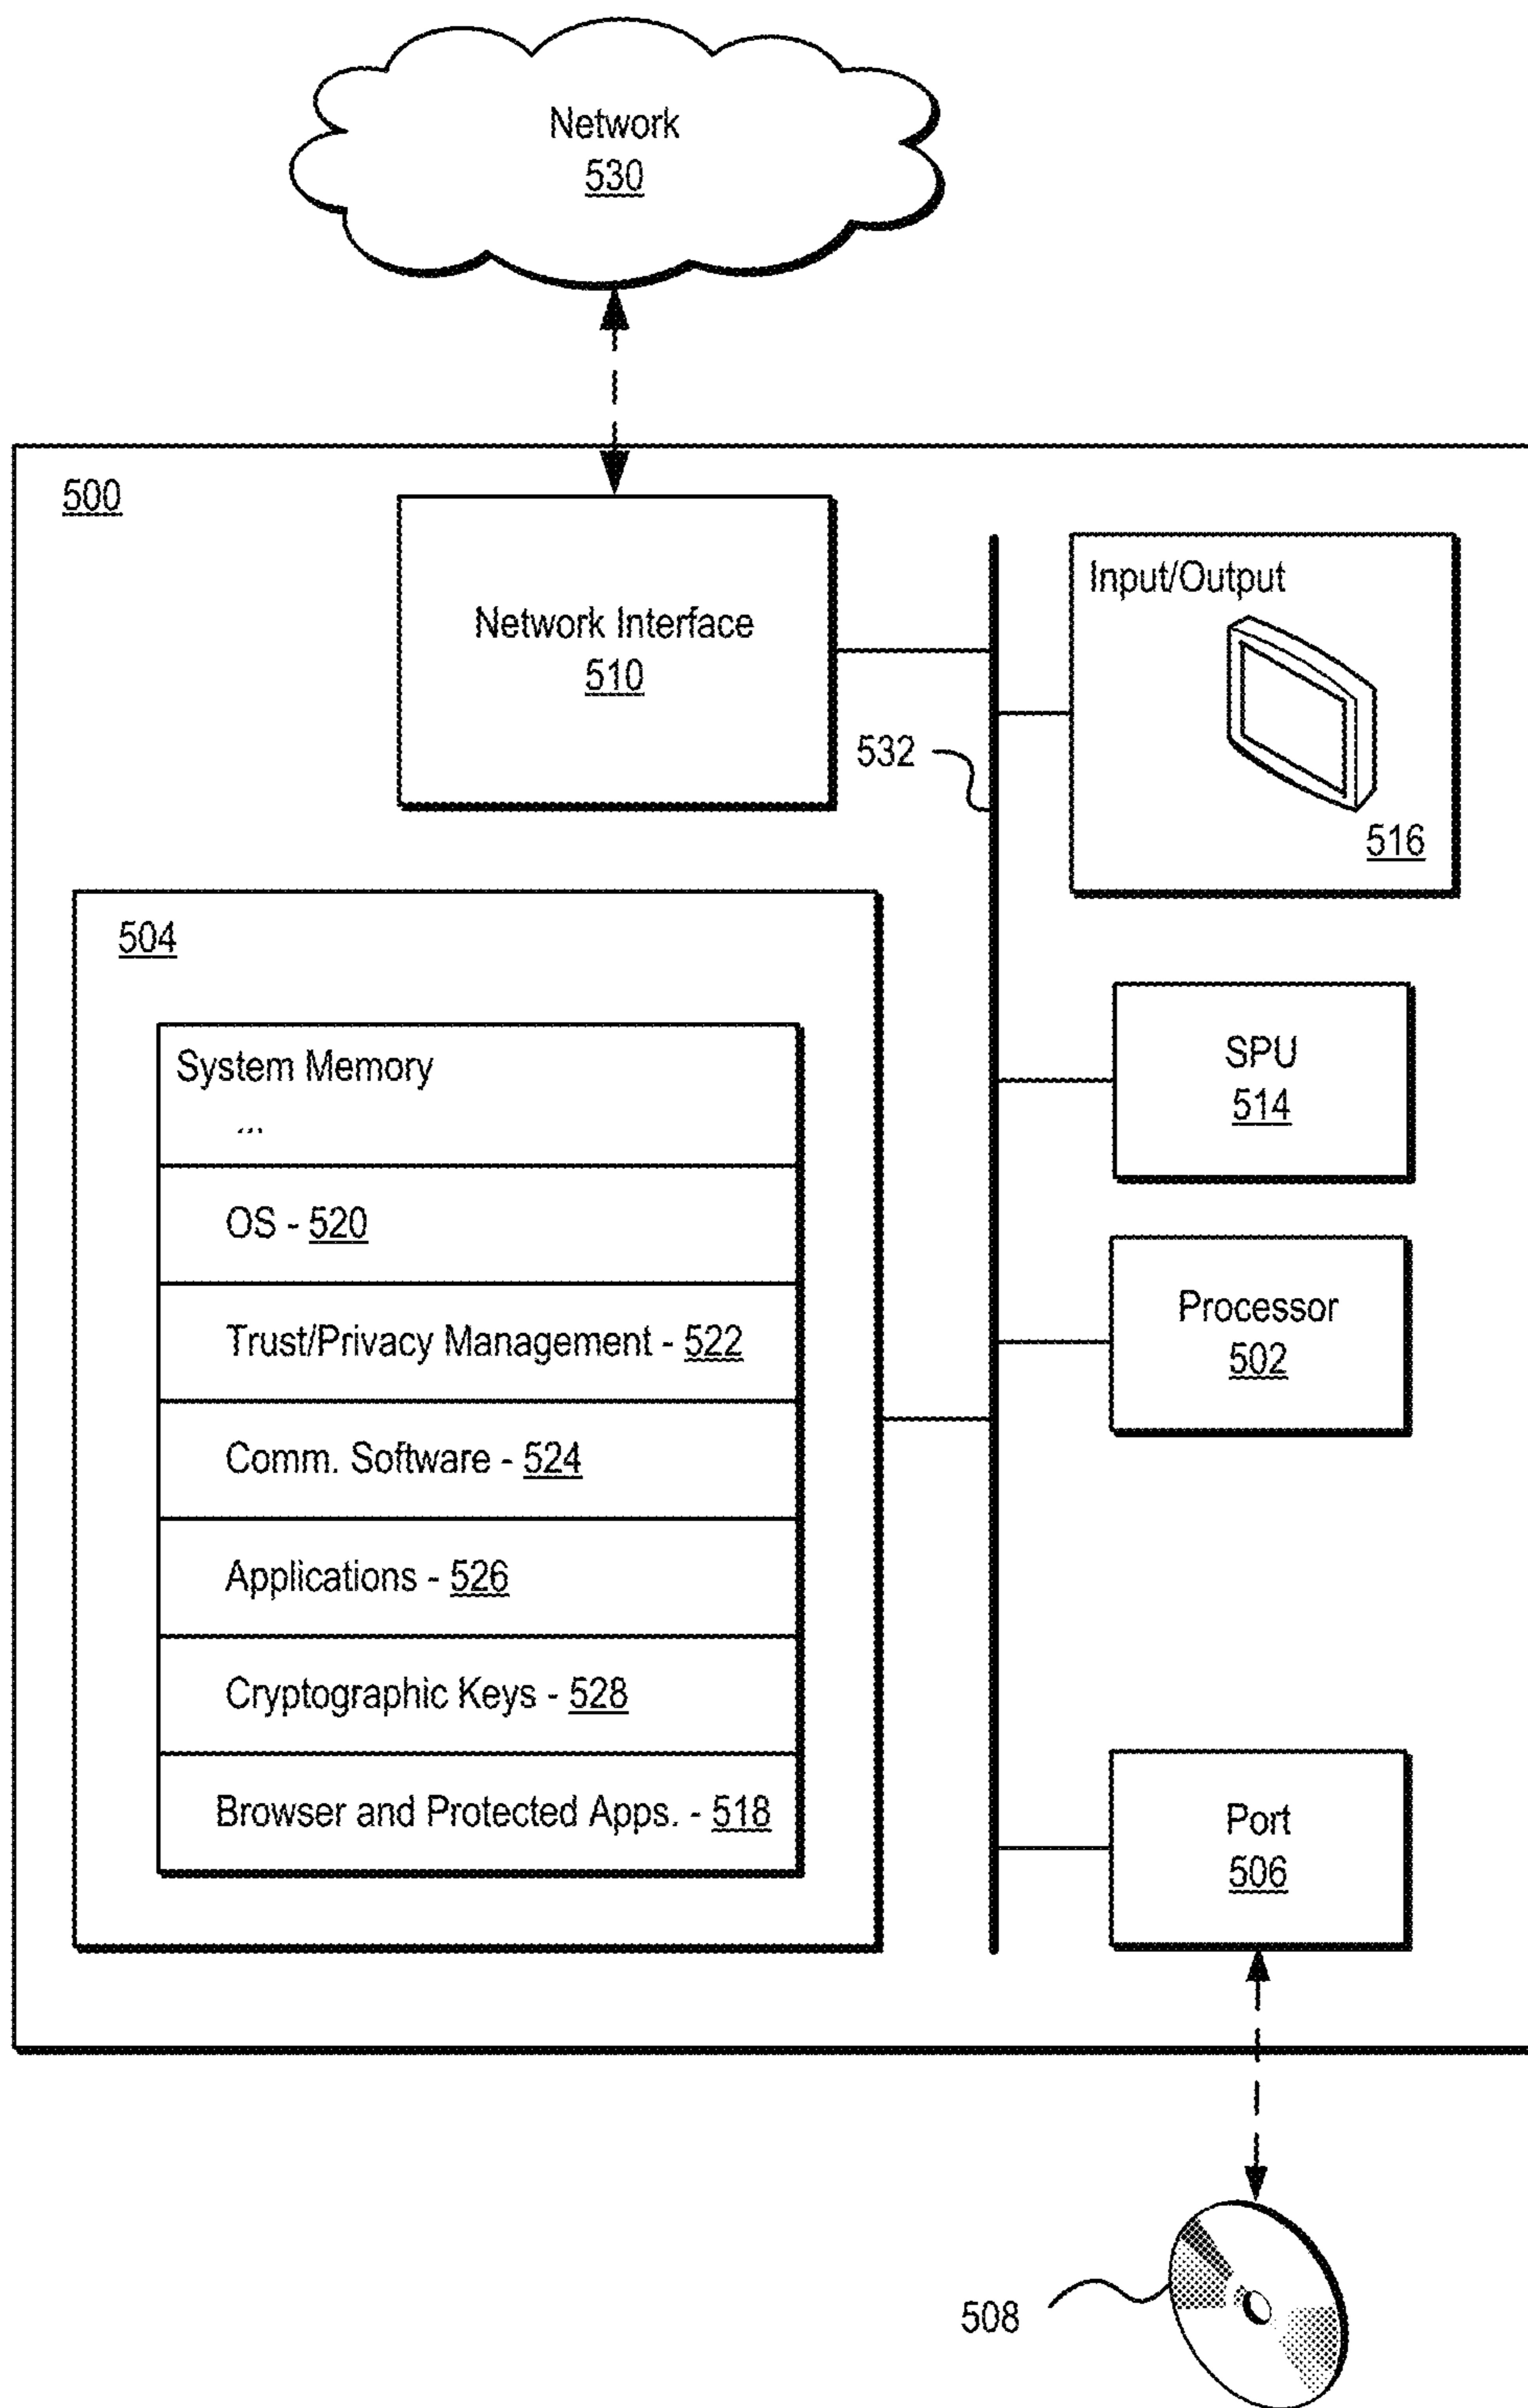 Network
530
500
Network Interface
510
532
Input/Output
516
504
System Memory
...
OS - 520
Trust/Privacy Management - 522
Comm. Software - 524
Applications - 526
Cryptographic Keys - 528
Browser and Protected Apps. - 518
SPU
514
Processor
502
Port
506
508